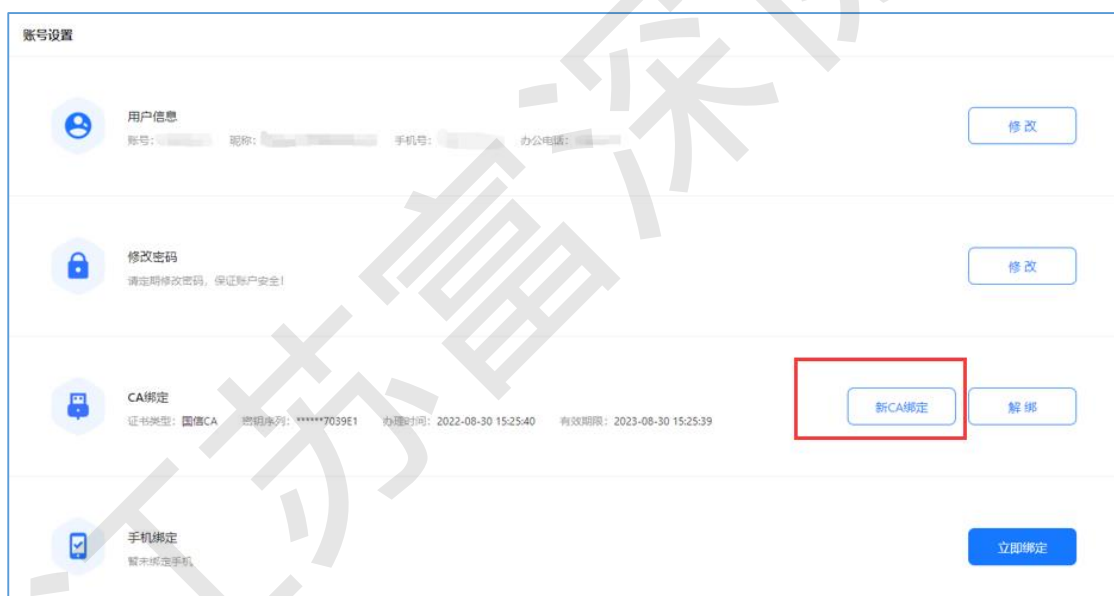 账号设置
用户信息
修 改
账号： 昵称： 手机号： 办公电话：
修改密码
修 改
请定期修改密码，保证账户安全！
CA绑定
新CA绑定 解 绑
证书类型：国信CA 密钥序列：******7039E1 办理时间：2022-08-30 15:25:40 有效期限：2023-08-30 15:25:39
手机绑定
立即绑定
暂未绑定手机
江苏富深